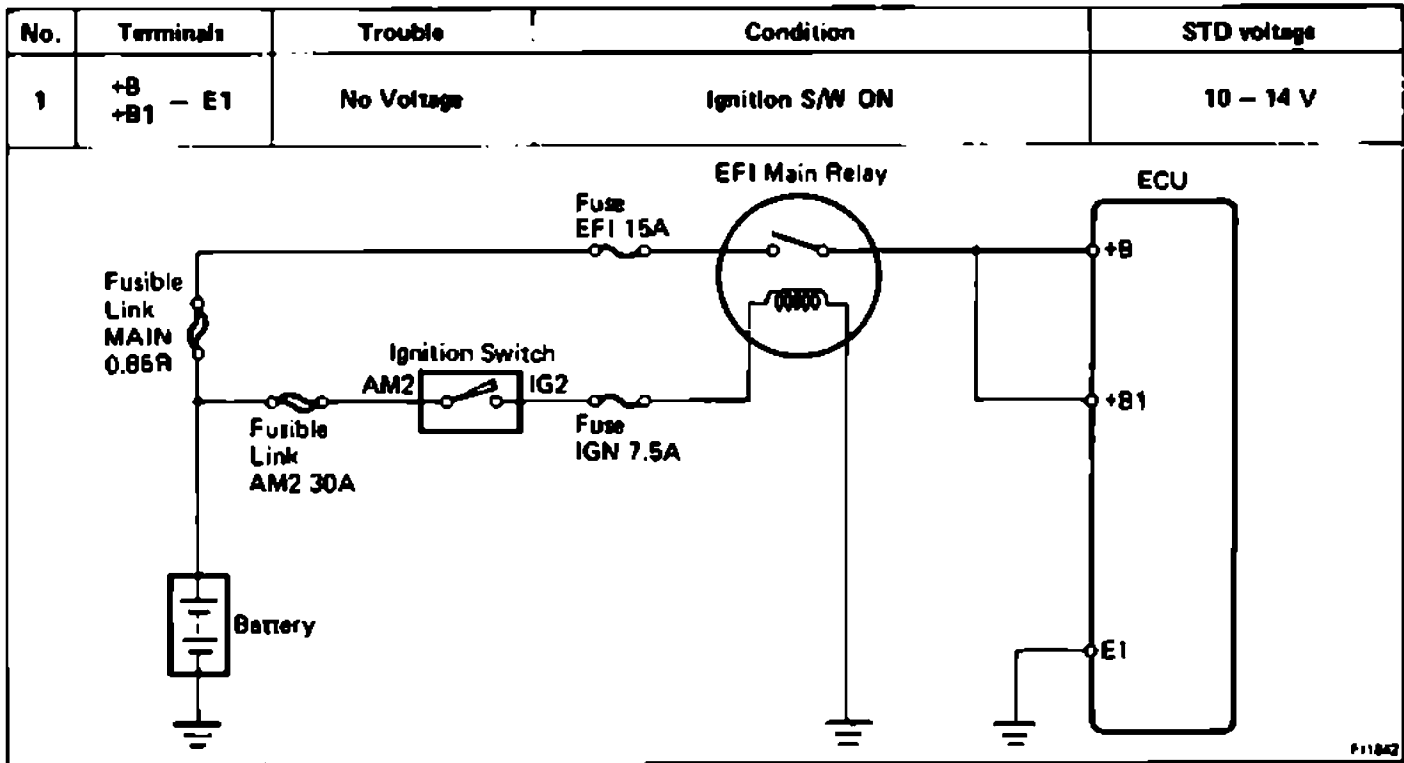 No. Terminals Trouble Condition STD voltage
1 +B +B1 – E1 No Voltage Ignition S/W ON 10 – 14 V
EFI Main Relay
ECU
Fuse
EFI 15A
+B
Fusible
Link
MAIN
0.85R
Ignition Switch
AM2
IG2
+B1
Fusible
Link
AM2 30A
Fuse
IGN 7.5A
Battery
E1